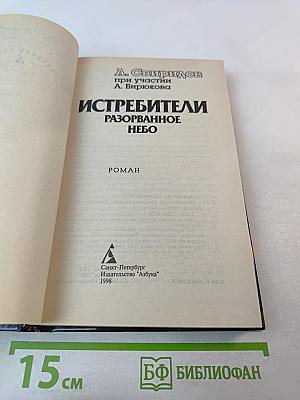 А. Свиридов
при участии
А. Бирюкова
ИСТРЕБИТЕЛИ
РАЗОРВАННОЕ
НЕБО
РОМАН
Санкт-Петербург
Издательство "Азбука"
1998
15 см
БФ БИБЛИОФАН